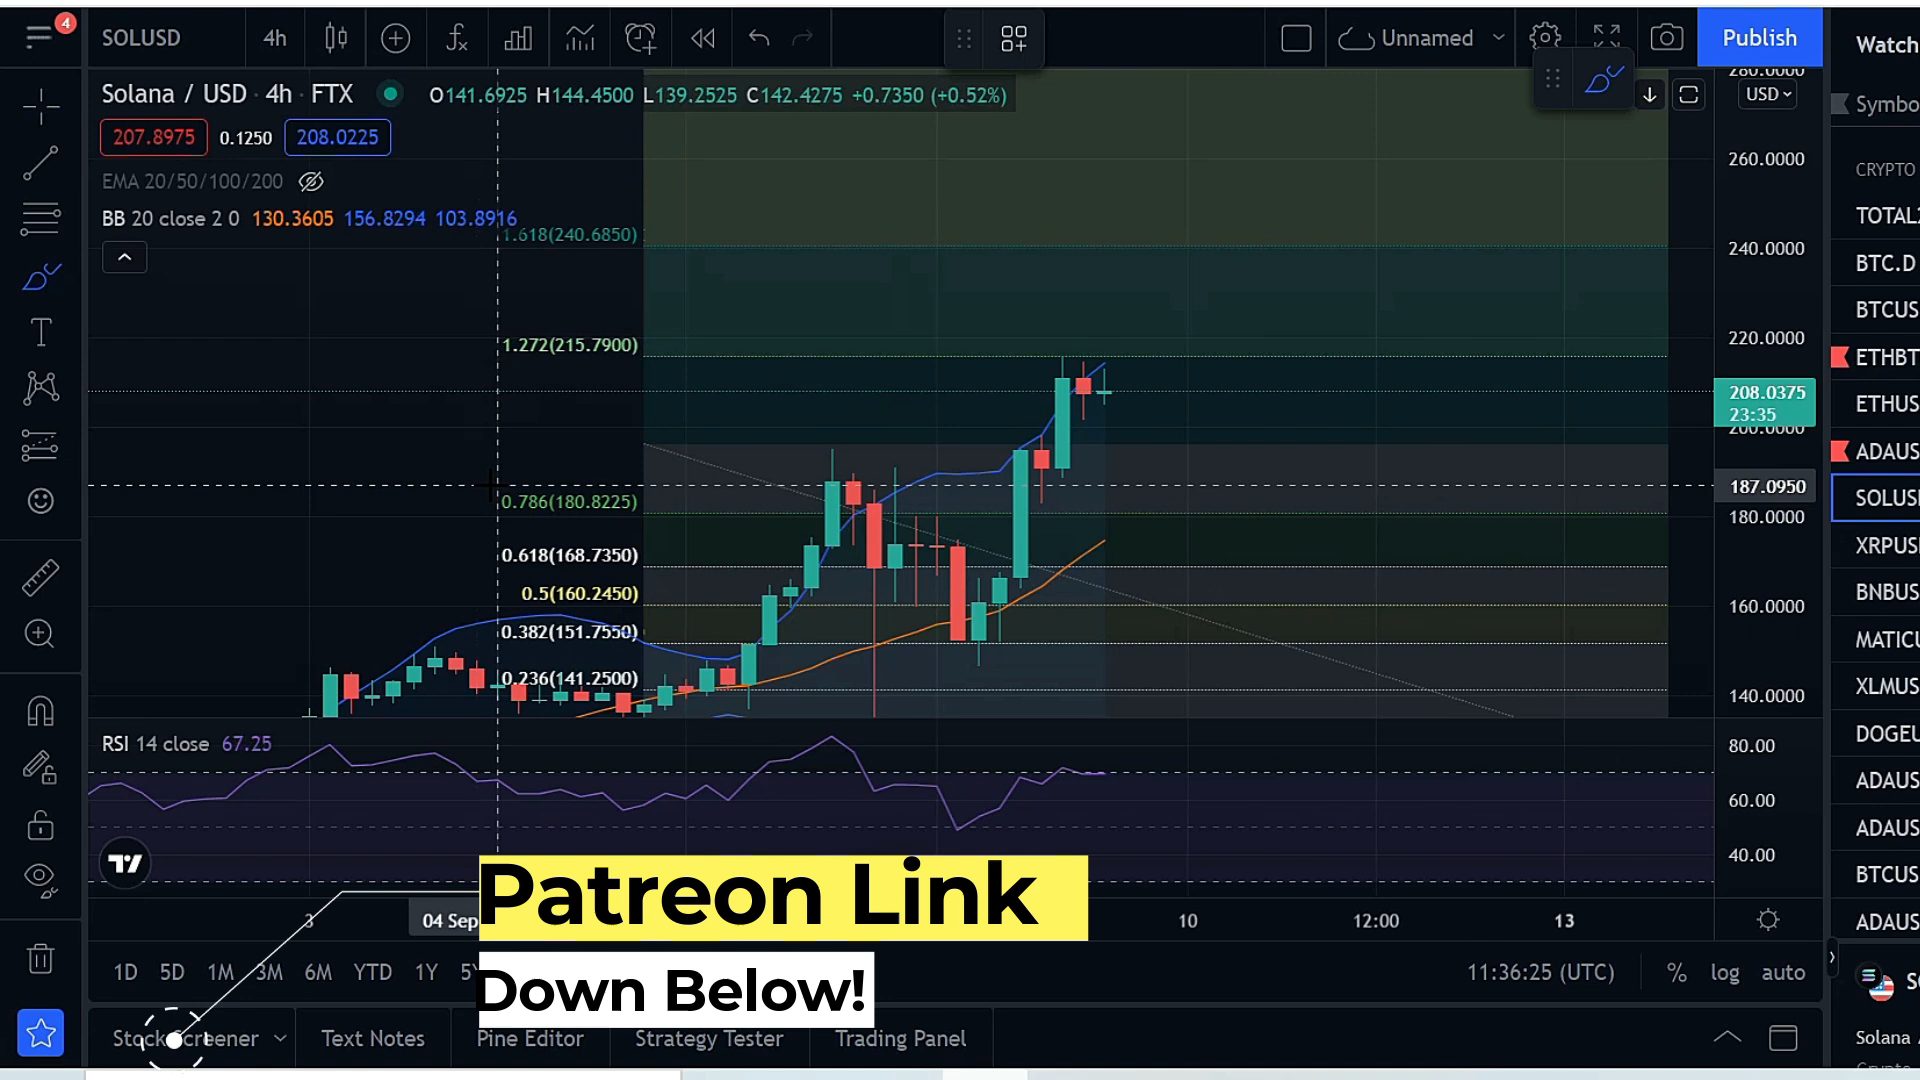 4
SOLUSD
4h
Unnamed
Publish
Watch
Solana / USD · 4h · FTX
O141.6925 H144.4500 L139.2525 C142.4275 +0.7350 (+0.52%)
USD
207.8975 0.1250 208.0225
EMA 20/50/100/200
BB 20 close 2 0 130.3605 156.8294 103.8916
1.618(240.6850)
1.272(215.7900)
0.786(180.8225)
0.618(168.7350)
0.5(160.2450)
0.382(151.7550)
0.236(141.2500)
280.0000
260.0000
240.0000
220.0000
208.0375
23:35
200.0000
187.0950
180.0000
160.0000
140.0000
RSI 14 close 67.25
80.00
60.00
40.00
3
04 Sep
10
12:00
13
Patreon Link
Down Below!
1D 5D 1M 3M 6M YTD 1Y 5Y
11:36:25 (UTC)
% log auto
Stock Screener
Text Notes
Pine Editor
Strategy Tester
Trading Panel
Symbo
CRYPTO
TOTAL2
BTC.D
BTCUS
ETHBT
ETHUS
ADAUS
SOLUS
XRPUS
BNBUS
MATICU
XLMUS
DOGEU
ADAUS
ADAUS
BTCUS
ADAUS
Solana